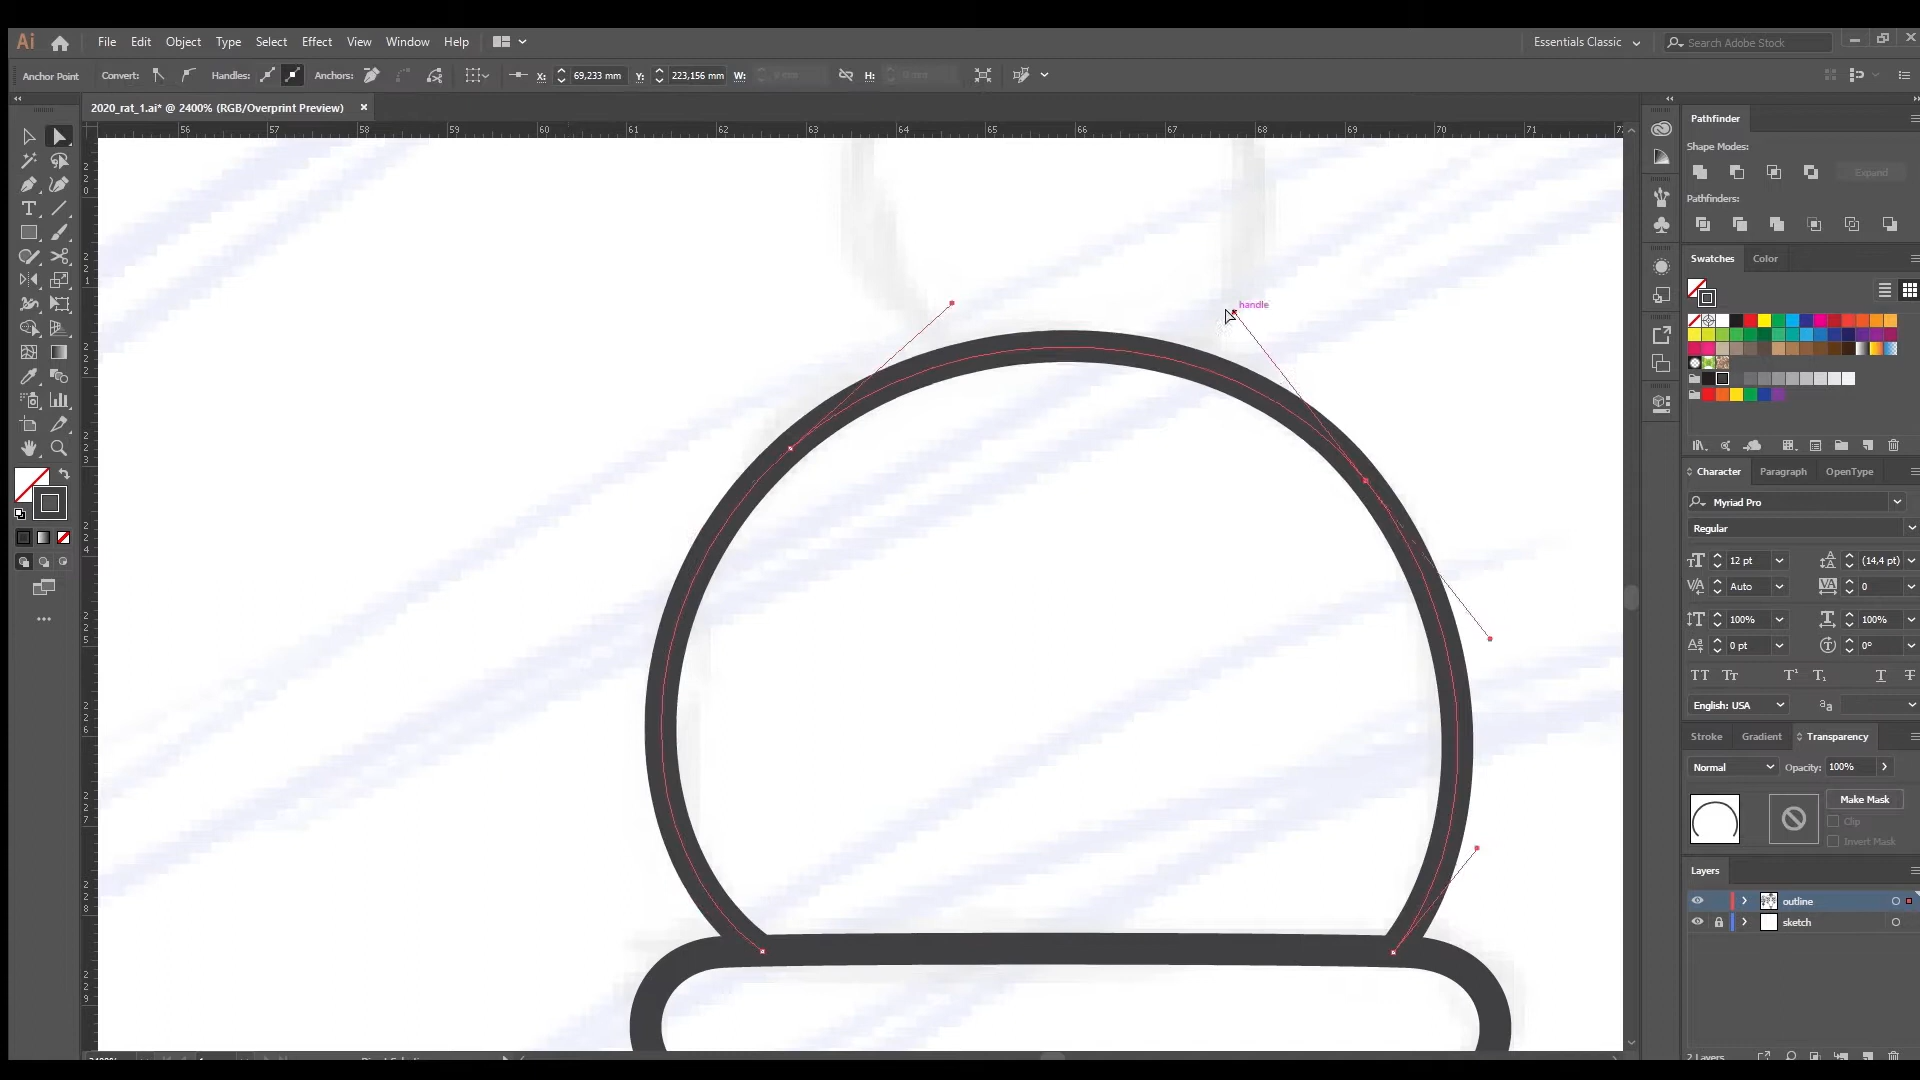 Ai File Edit Object Type Select Effect View Window Help Essentials Classic Search Adobe Stock
Anchor Point Convert: Handles: Anchors: X: 69,233 mm Y: 223,156 mm W: 0 mm H: 0 mm
2020_rat_1.ai* @ 2400% (RGB/Overprint Preview)
56 57 58 59 60 61 62 63 64 65 66 67 68 69 70 71
handle
Pathfinder
Shape Modes:
Expand
Pathfinders:
Swatches Color
Character Paragraph OpenType
Myriad Pro
Regular
12 pt (14,4 pt)
Auto 0
100% 100%
0 pt 0°
English: USA
Stroke Gradient Transparency
Normal Opacity: 100%
Make Mask
Clip
Invert Mask
Layers
outline
sketch
2 Layers